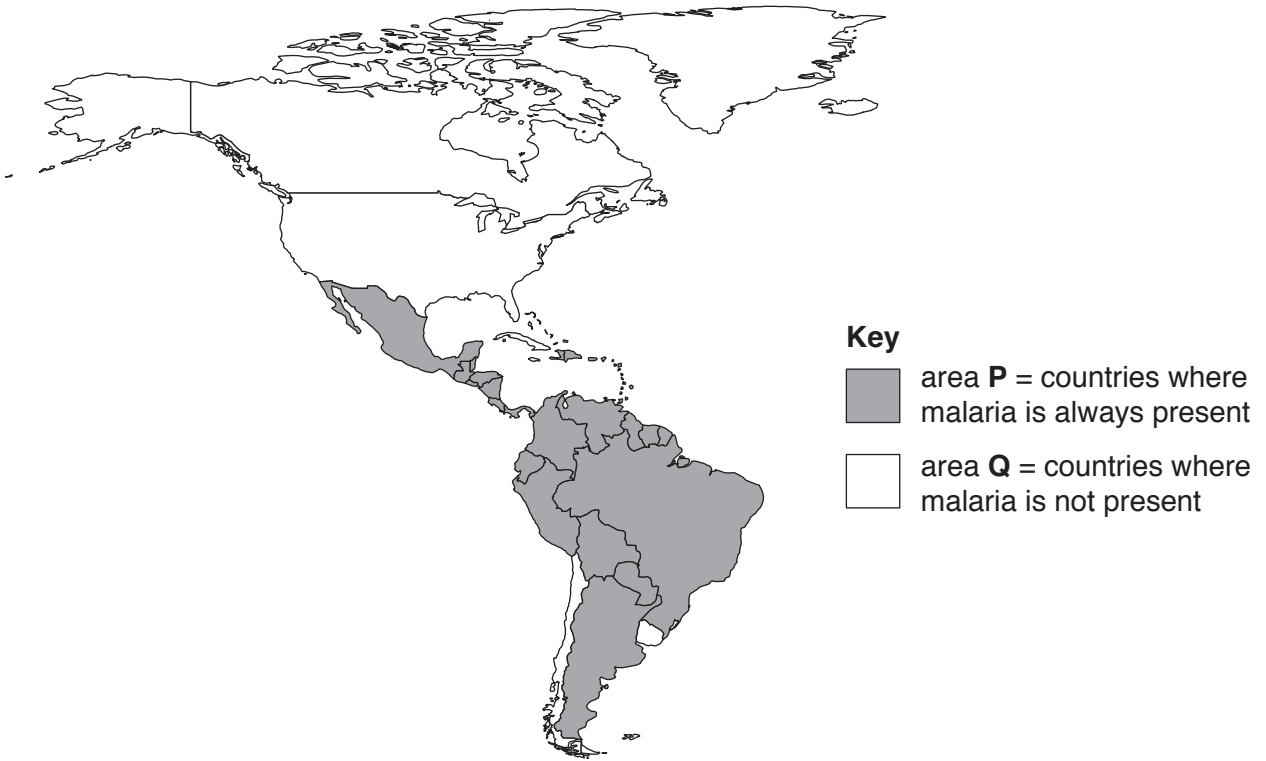 Key
area P = countries where
malaria is always present
area Q = countries where
malaria is not present